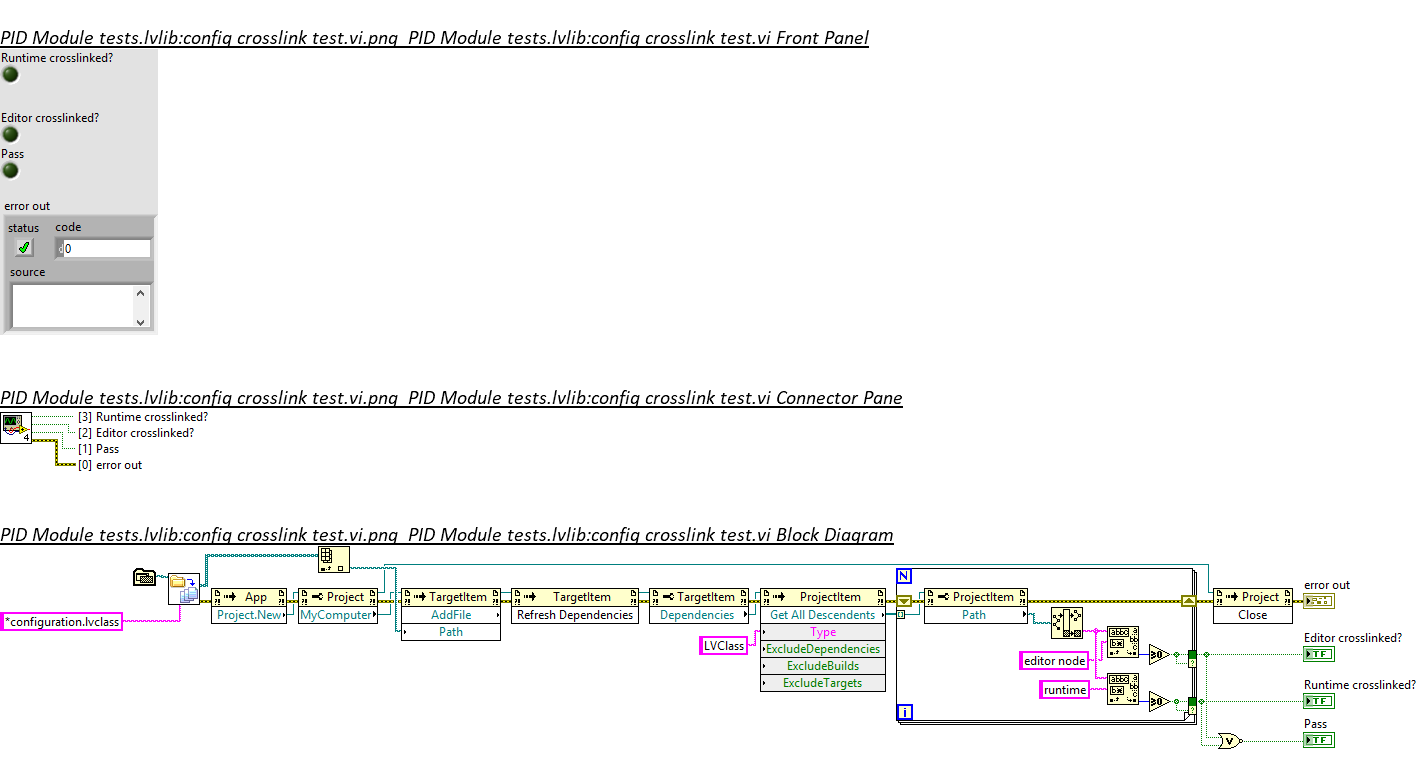 PID Module tests.lvlib:config crosslink test.vi.png  PID Module tests.lvlib:config crosslink test.vi Front Panel
Runtime crosslinked?
Editor crosslinked?
Pass
error out
status code
0
source
PID Module tests.lvlib:config crosslink test.vi.png  PID Module tests.lvlib:config crosslink test.vi Connector Pane
4
[3] Runtime crosslinked?
[2] Editor crosslinked?
[1] Pass
[0] error out
PID Module tests.lvlib:config crosslink test.vi.png  PID Module tests.lvlib:config crosslink test.vi Block Diagram
*configuration.lvclass
App
Project.New
Project
MyComputer
TargetItem
AddFile
Path
TargetItem
Refresh Dependencies
TargetItem
Dependencies
LVClass
ProjectItem
Get All Descendents
Type
ExcludeDependencies
ExcludeBuilds
ExcludeTargets
N
i
ProjectItem
Path
editor node
runtime
Project
Close
error out
Editor crosslinked?
TF
Runtime crosslinked?
TF
Pass
TF